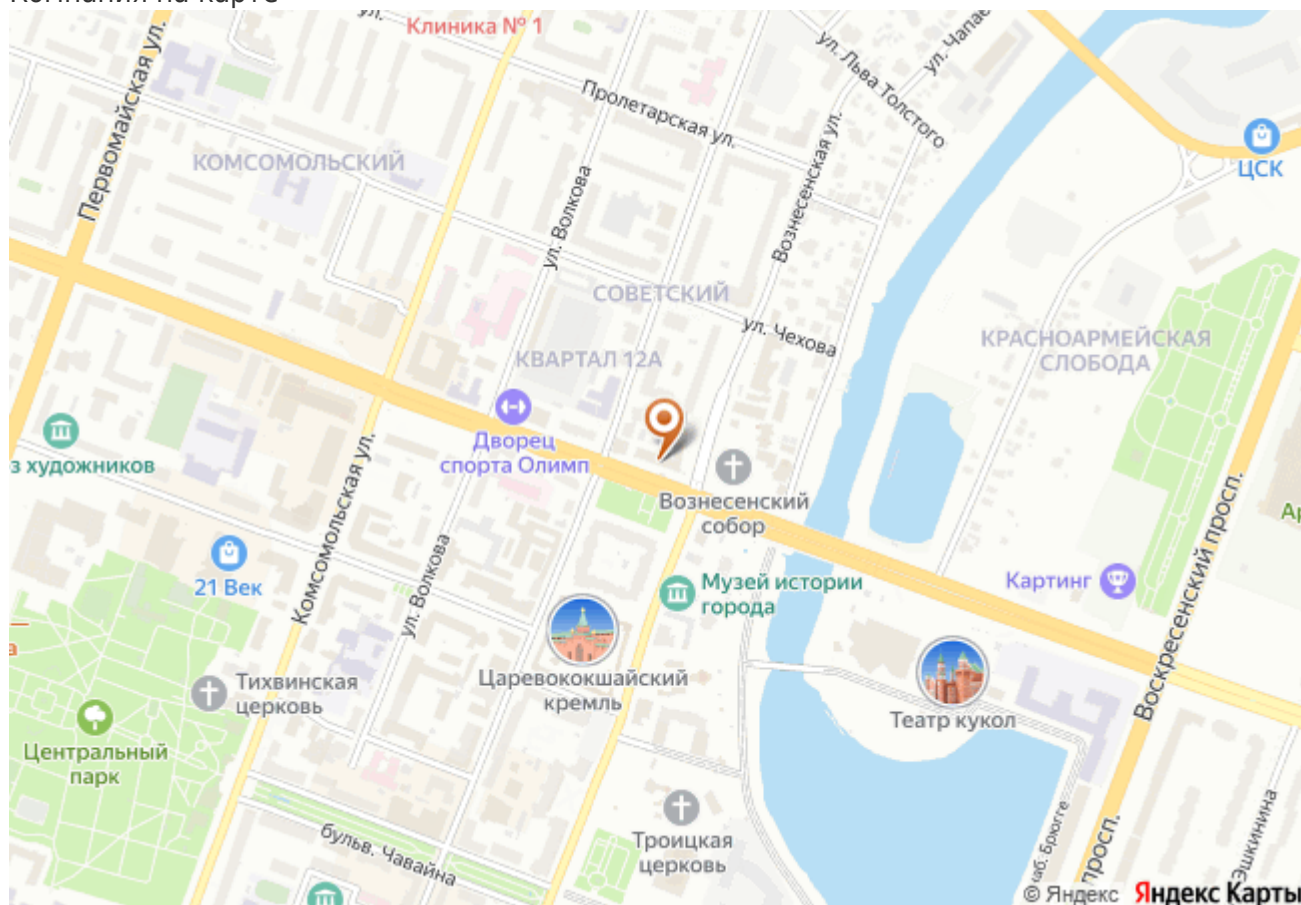 Клиника № 1
ул.
Первомайская ул.
ул. Льва Толстого
ул. Чапае
Пролетарская ул.
Вознесенская ул.
ЦСК
КОМСОМОЛЬСКИЙ
ул. Волкова
СОВЕТСКИЙ
ул. Чехова
КРАСНОАРМЕЙСКАЯ
СЛОБОДА
КВАРТАЛ 12А
Дворец
спорта Олимп
з художников
Комсомольская ул.
Вознесенский
собор
Воскресенский просп.
21 Век
ул. Волкова
Музей истории
города
Картинг
Царевококшайский
кремль
Тихвинская
церковь
Театр кукол
Центральный
парк
Троицкая
церковь
бульв. Чавайна
наб. Брюгге
просп.
Эшкинина
© Яндекс Яндекс Карты